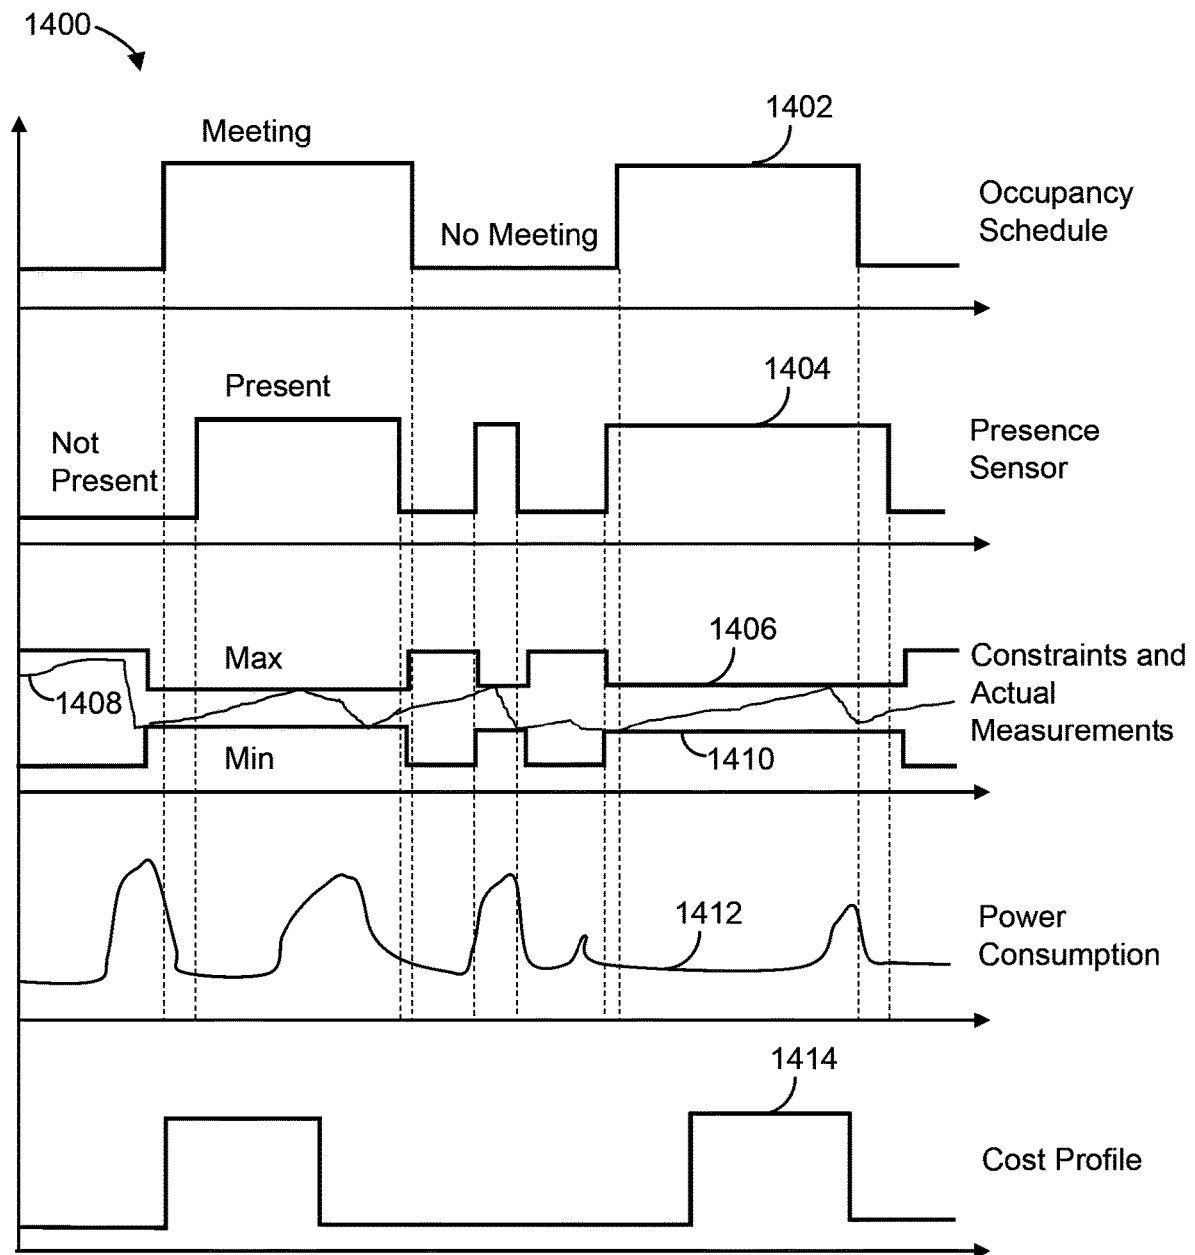 1400
1402
Meeting
Occupancy
Schedule
No Meeting
1404
Present
Presence
Sensor
Not
Present
1406
Max
Constraints and
Actual
Measurements
1408
Min
1410
1412
Power
Consumption
1414
Cost Profile